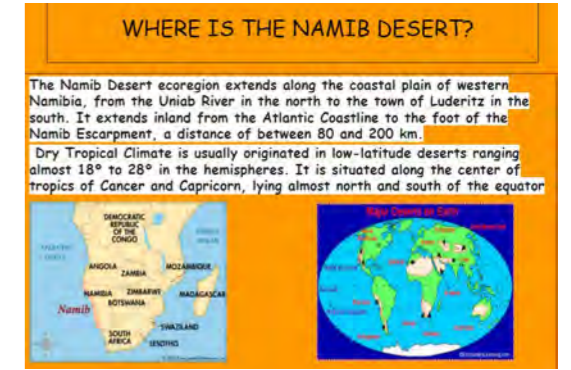 WHERE IS THE NAMIB DESERT?
The Namib Desert ecoregion extends along the coastal plain of western
Namibia, from the Uniab River in the north to the town of Luderitz in the
south. It extends inland from the Atlantic Coastline to the foot of the
Namib Escarpment, a distance of between 80 and 200 km.
Dry Tropical Climate is usually originated in low-latitude deserts ranging
almost 18º to 28º in the hemispheres. It is situated along the center of
tropics of Cancer and Capricorn, lying almost north and south of the equator
DEMOCRATIC
REPUBLIC
OF THE
CONGO
ANGOLA
ZAMBIA
MOZAMBIQUE
NAMIBIA
ZIMBABWE
BOTSWANA
MADAGASCAR
Namib
SWAZILAND
SOUTH
AFRICA
LESOTHO
Major Deserts on Earth